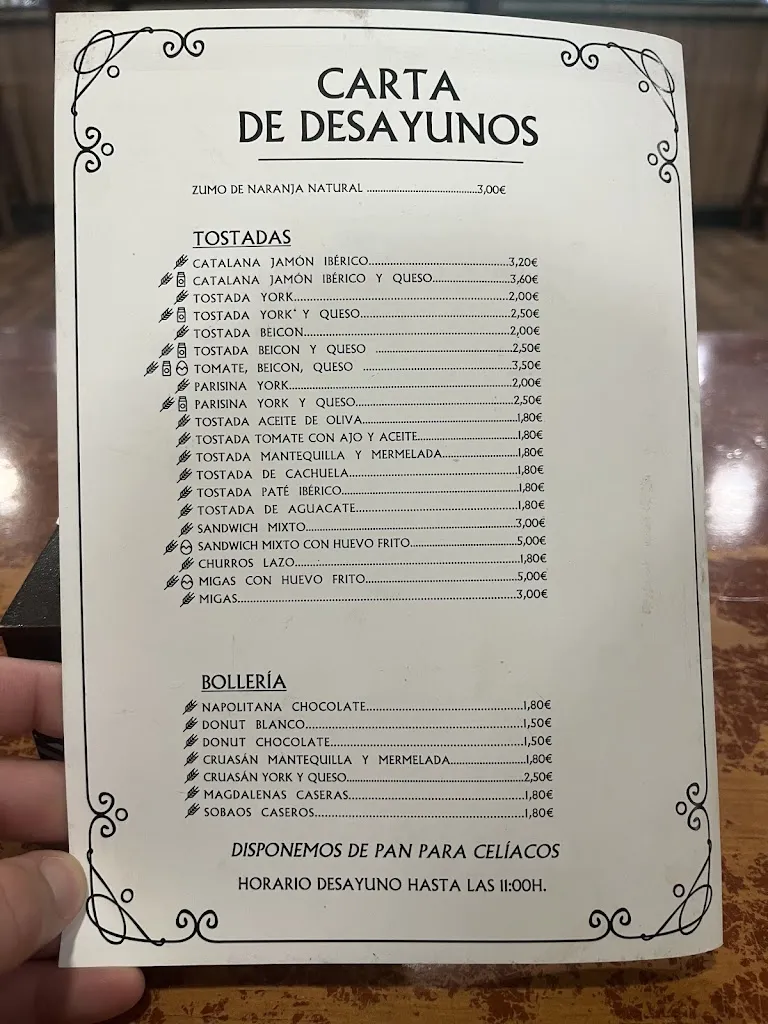 CARTA
DE DESAYUNOS
ZUMO DE NARANJA NATURAL ..................................3,00€
TOSTADAS
CATALANA JAMÓN IBÉRICO..................................3,20€
CATALANA JAMÓN IBÉRICO Y QUESO..................................3,60€
TOSTADA YORK..................................2,00€
TOSTADA YORK* Y QUESO..................................2,50€
TOSTADA BEICON..................................2,00€
TOSTADA BEICON Y QUESO ..................................2,50€
TOMATE, BEICON, QUESO ..................................3,50€
PARISINA YORK..................................2,00€
PARISINA YORK Y QUESO..................................2,50€
TOSTADA ACEITE DE OLIVA..................................1,80€
TOSTADA TOMATE CON AJO Y ACEITE..................................1,80€
TOSTADA MANTEQUILLA Y MERMELADA..................................1,80€
TOSTADA DE CACHUELA..................................1,80€
TOSTADA PATÉ IBÉRICO..................................1,80€
TOSTADA DE AGUACATE..................................1,80€
SANDWICH MIXTO..................................3,00€
SANDWICH MIXTO CON HUEVO FRITO..................................5,00€
CHURROS LAZO..................................1,80€
MIGAS CON HUEVO FRITO..................................5,00€
MIGAS..................................3,00€
BOLLERÍA
NAPOLITANA CHOCOLATE..................................1,80€
DONUT BLANCO..................................1,50€
DONUT CHOCOLATE..................................1,50€
CRUASÁN MANTEQUILLA Y MERMELADA..................................1,80€
CRUASÁN YORK Y QUESO..................................2,50€
MAGDALENAS CASERAS..................................1,80€
SOBAOS CASEROS..................................1,80€
DISPONEMOS DE PAN PARA CELÍACOS
HORARIO DESAYUNO HASTA LAS 11:00H.